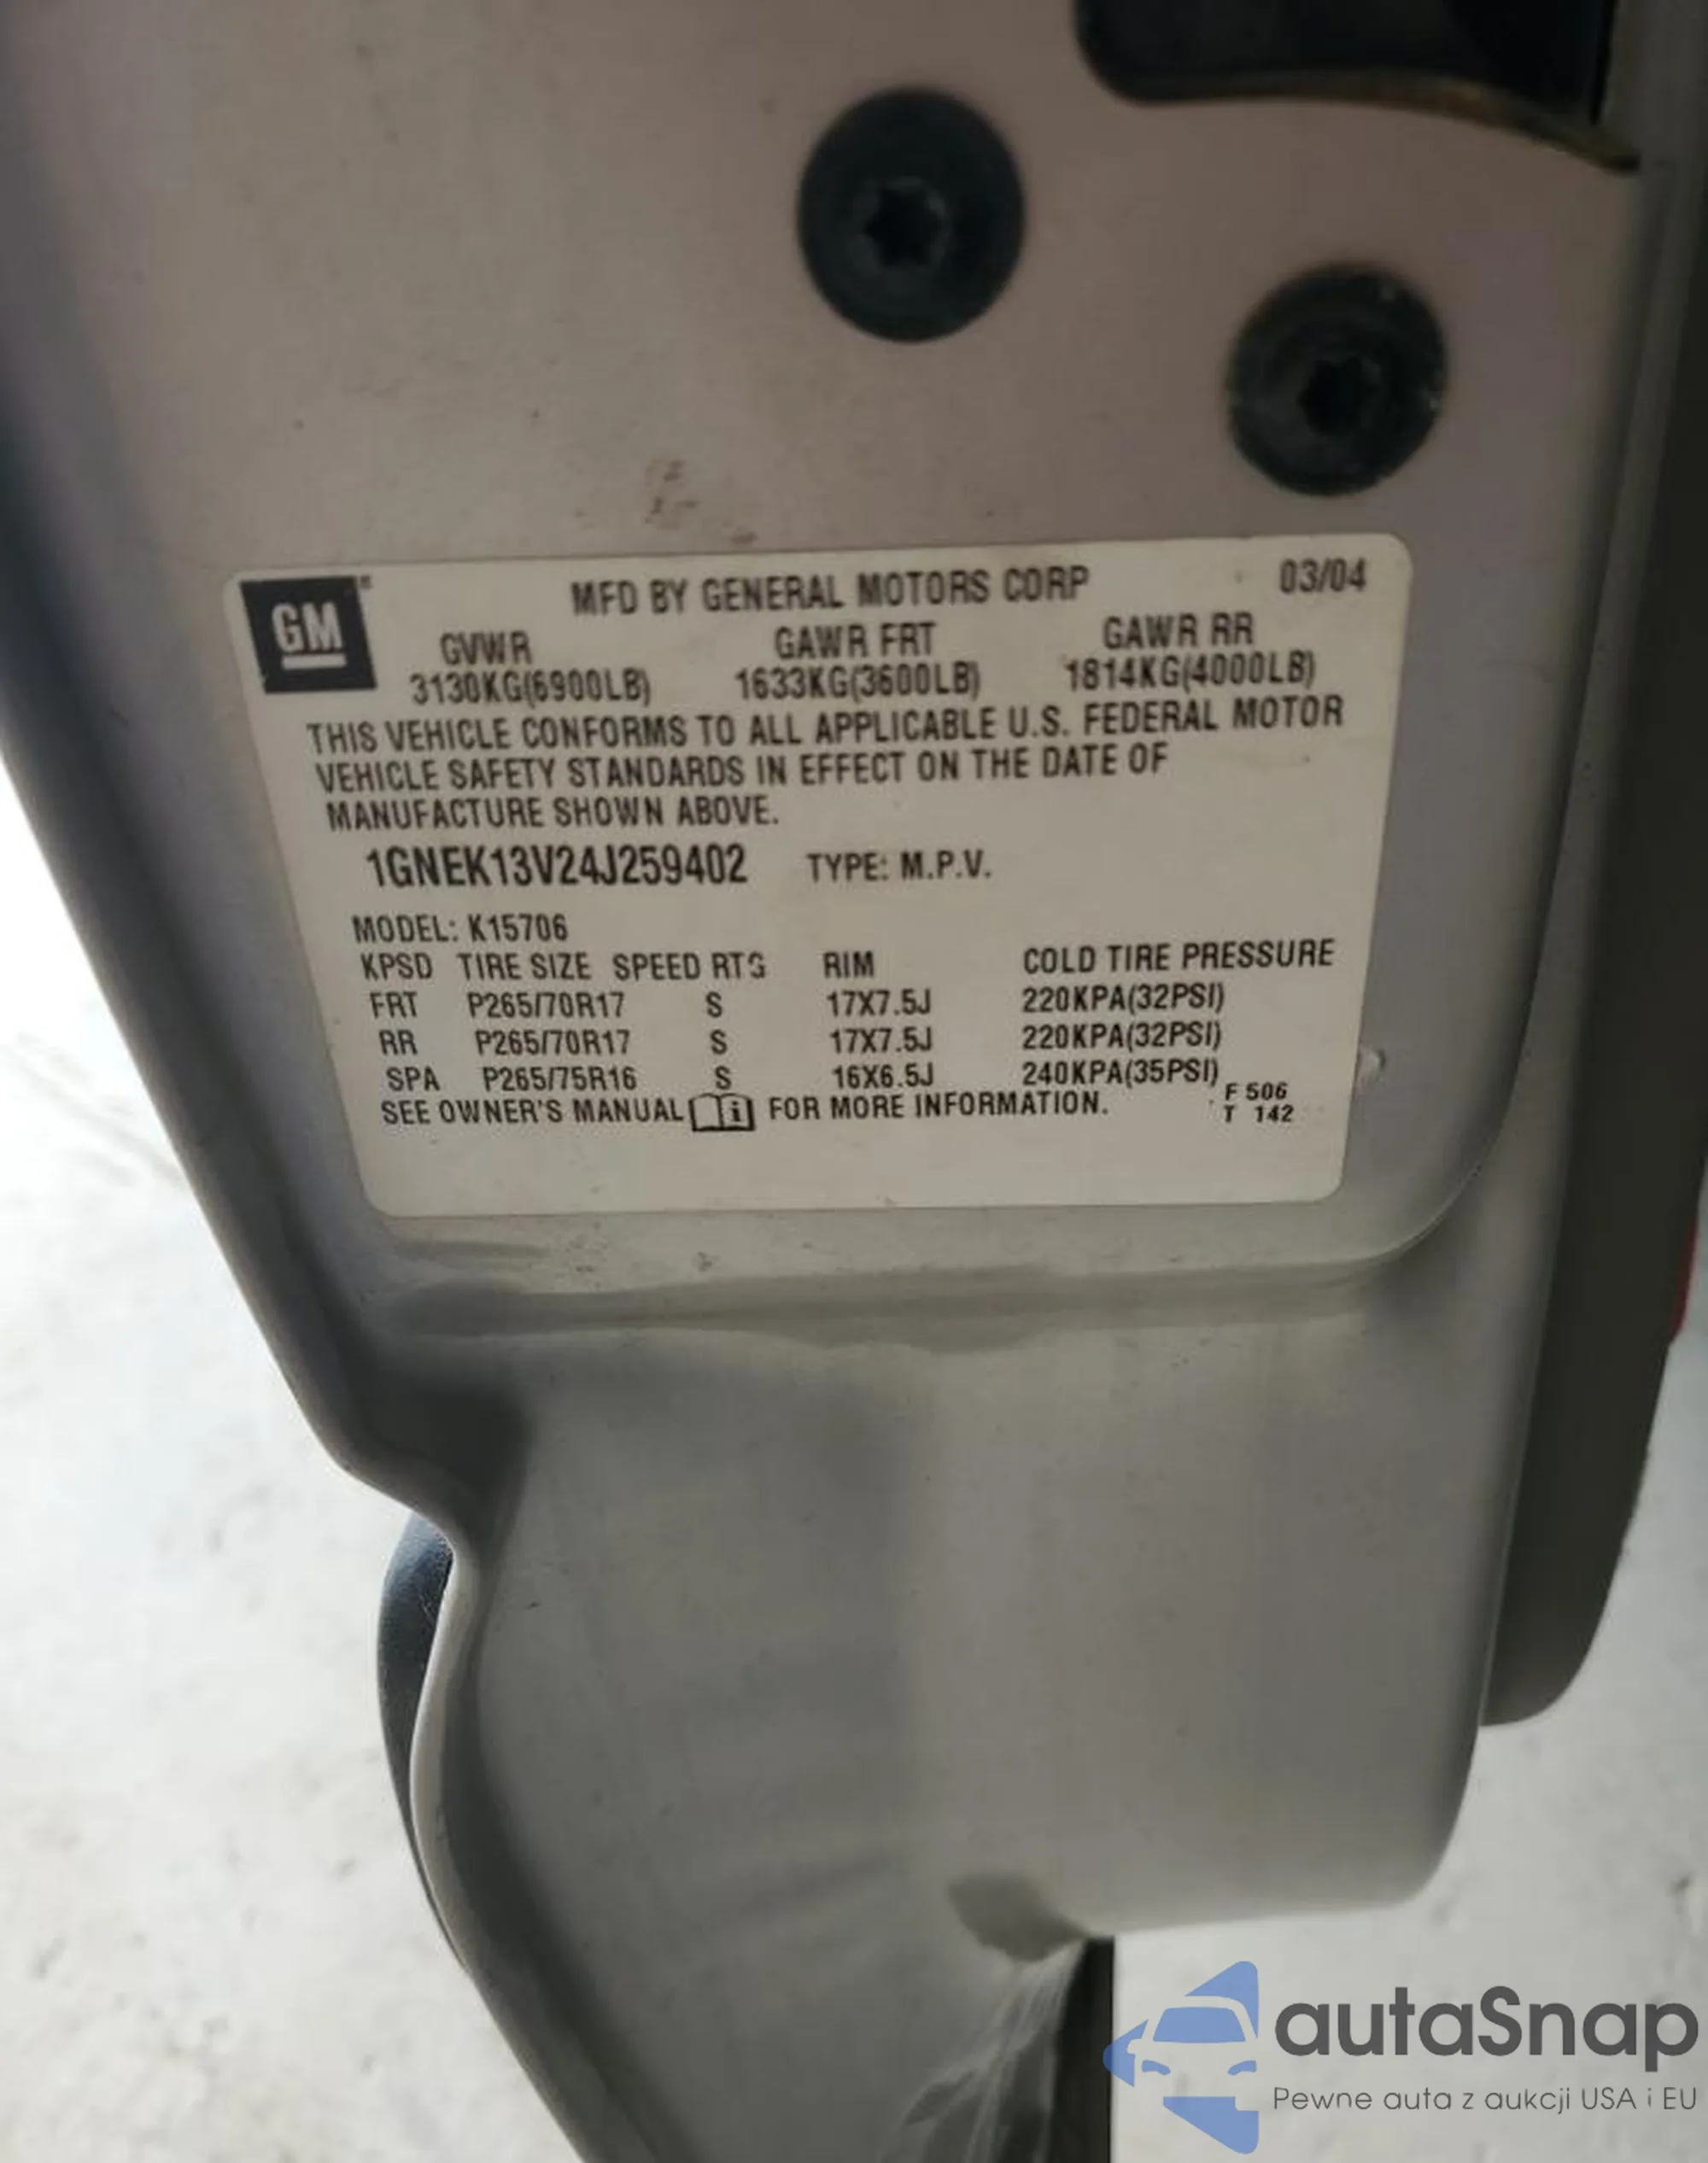 GM
MFD BY GENERAL MOTORS CORP 03/04
GVWR GAWR FRT GAWR RR
3130KG(6900LB) 1633KG(3600LB) 1814KG(4000LB)
THIS VEHICLE CONFORMS TO ALL APPLICABLE U.S. FEDERAL MOTOR
VEHICLE SAFETY STANDARDS IN EFFECT ON THE DATE OF
MANUFACTURE SHOWN ABOVE.
1GNEK13V24J259402 TYPE: M.P.V.
MODEL: K15706
KPSD TIRE SIZE SPEED RTG RIM COLD TIRE PRESSURE
FRT P265/70R17 S 17X7.5J 220KPA(32PSI)
RR P265/70R17 S 17X7.5J 220KPA(32PSI)
SPA P265/75R16 S 16X6.5J 240KPA(35PSI)
SEE OWNER'S MANUAL i FOR MORE INFORMATION.
F 506
T 142
autaSnap
Pewne auta z aukcji USA i EU